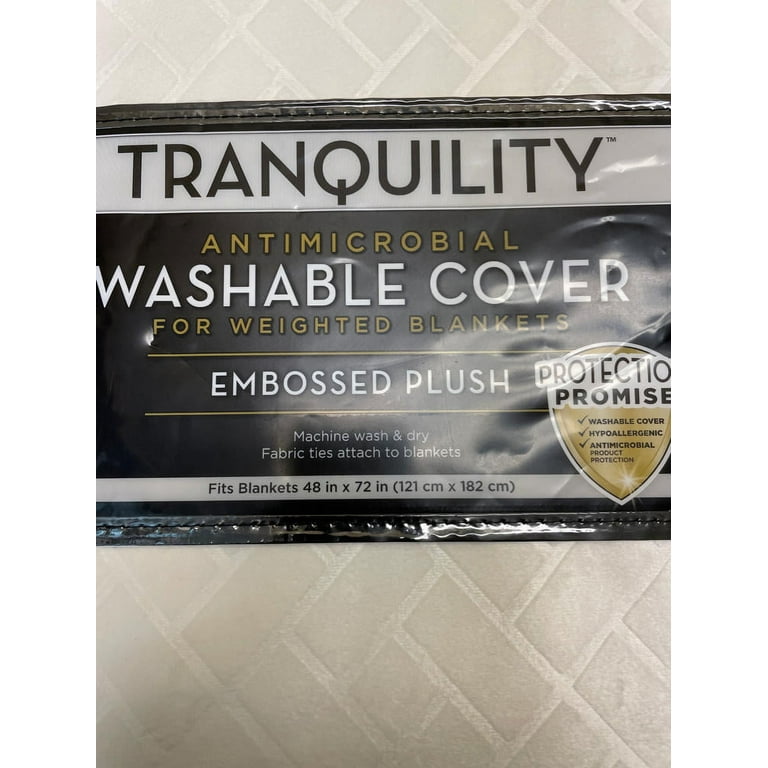 TRANQUILITY™
ANTIMICROBIAL
WASHABLE COVER
FOR WEIGHTED BLANKETS
EMBOSSED PLUSH
Machine wash & dry
Fabric ties attach to blankets
Fits Blankets 48 in x 72 in (121 cm x 182 cm)
PROTECTIO
PROMISE
✓ WASHABLE COVER
✓ HYPOALLERGENIC
✓ ANTIMICROBIAL
PRODUCT
PROTECTION